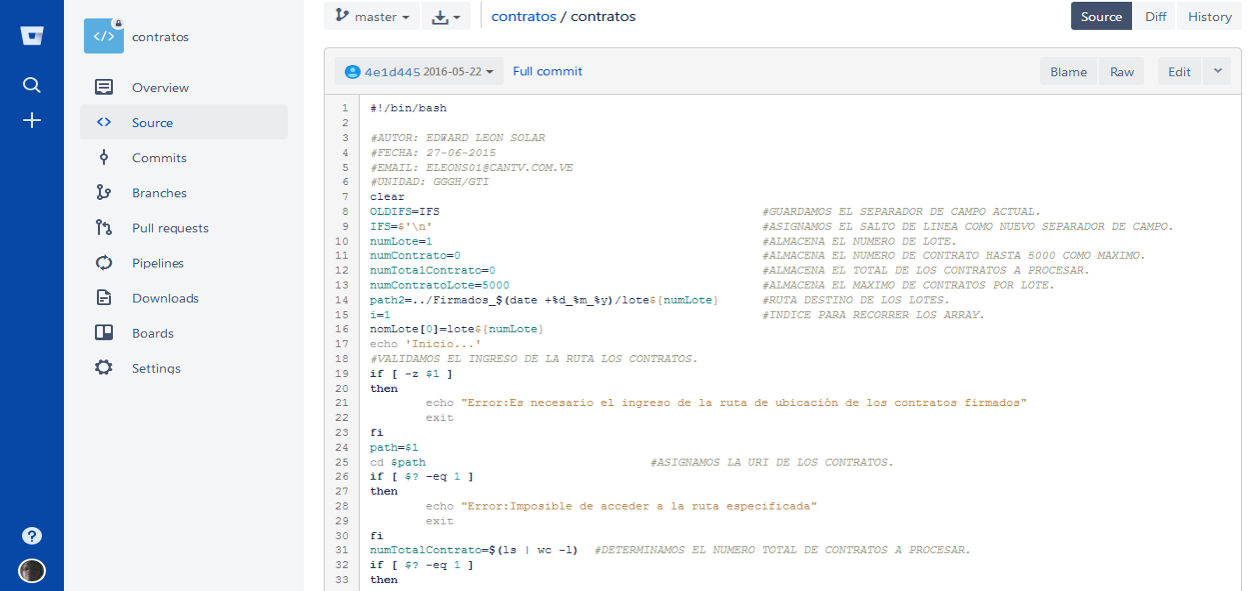 master
contratos / contratos
Source Diff History
contratos
Overview
Source
Commits
Branches
Pull requests
Pipelines
Downloads
Boards
Settings
4e1d445 2016-05-22 Full commit
Blame Raw Edit
1 #!/bin/bash
2
3 #AUTOR: EDWARD LEON SOLAR
4 #FECHA: 27-06-2015
5 #EMAIL: ELEONS01@CANTV.COM.VE
6 #UNIDAD: GGGH/GTI
7 clear
8 OLDIFS=IFS #GUARDAMOS EL SEPARADOR DE CAMPO ACTUAL.
9 IFS=$'\n' #ASIGNAMOS EL SALTO DE LINEA COMO NUEVO SEPARADOR DE CAMPO.
10 numLote=1 #ALMACENA EL NUMERO DE LOTE.
11 numContrato=0 #ALMACENA EL NUMERO DE CONTRATO HASTA 5000 COMO MAXIMO.
12 numTotalContrato=0 #ALMACENA EL TOTAL DE LOS CONTRATOS A PROCESAR.
13 numContratoLote=5000 #ALMACENA EL MAXIMO DE CONTRATOS POR LOTE.
14 path2=../Firmados_$(date +%d_%m_%y)/lote${numLote} #RUTA DESTINO DE LOS LOTES.
15 i=1 #INDICE PARA RECORRER LOS ARRAY.
16 nomLote[0]=lote${numLote}
17 echo 'Inicio...'
18 #VALIDAMOS EL INGRESO DE LA RUTA LOS CONTRATOS.
19 if [ -z $1 ]
20 then
21 echo "Error:Es necesario el ingreso de la ruta de ubicación de los contratos firmados"
22 exit
23 fi
24 path=$1
25 cd $path #ASIGNAMOS LA URI DE LOS CONTRATOS.
26 if [ $? -eq 1 ]
27 then
28 echo "Error:Imposible de acceder a la ruta especificada"
29 exit
30 fi
31 numTotalContrato=$(ls | wc -l) #DETERMINAMOS EL NUMERO TOTAL DE CONTRATOS A PROCESAR.
32 if [ $? -eq 1 ]
33 then